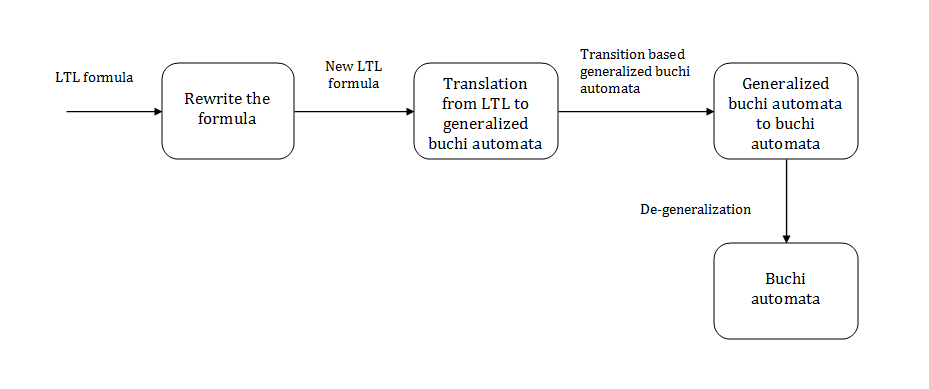 LTL formula
Rewrite the
formula
New LTL
formula
Translation
from LTL to
generalized
buchi automata
Transition based
generalized buchi
automata
Generalized
buchi automata
to buchi
automata
De-generalization
Buchi
automata